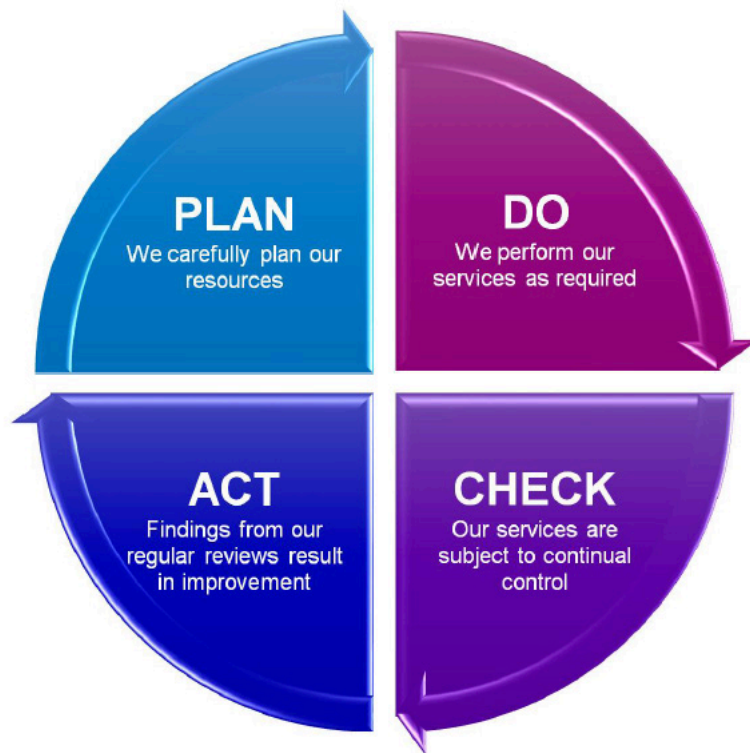 PLAN
We carefully plan our
resources
DO
We perform our
services as required
CHECK
Our services are
subject to continual
control
ACT
Findings from our
regular reviews result
in improvement